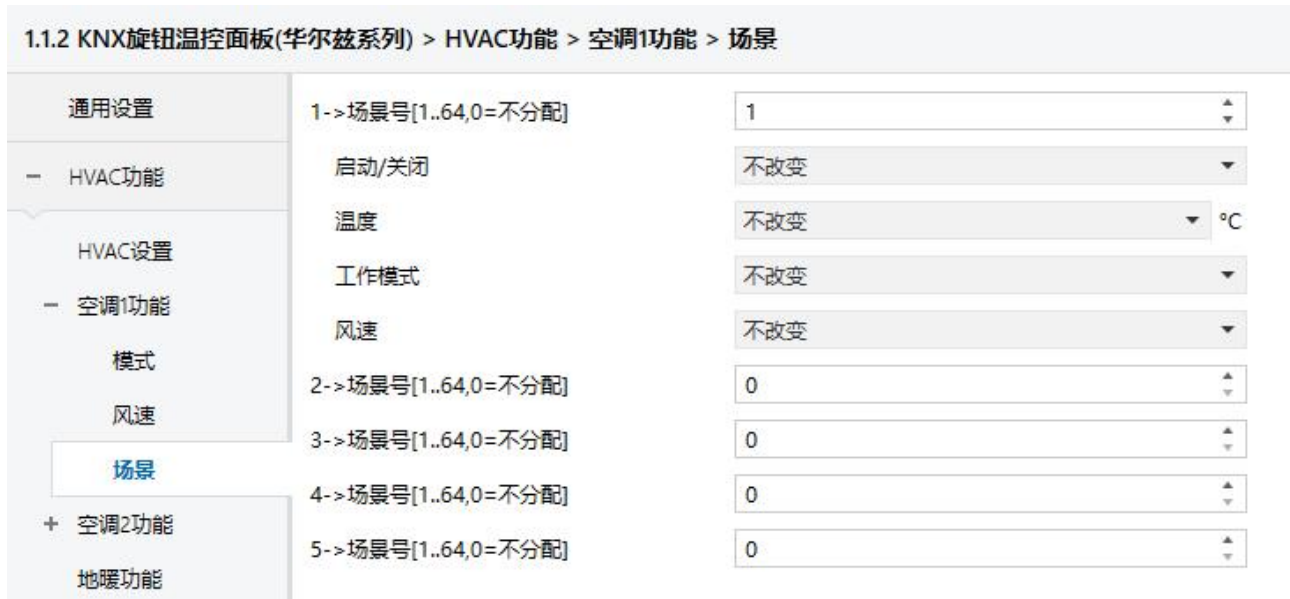 1.1.2 KNX旋钮温控面板(华尔兹系列) > HVAC功能 > 空调1功能 > 场景
通用设置
HVAC功能
HVAC设置
空调1功能
模式
风速
场景
空调2功能
地暖功能
1->场景号[1..64,0=不分配] 1
启动/关闭 不改变
温度 不改变 °C
工作模式 不改变
风速 不改变
2->场景号[1..64,0=不分配] 0
3->场景号[1..64,0=不分配] 0
4->场景号[1..64,0=不分配] 0
5->场景号[1..64,0=不分配] 0